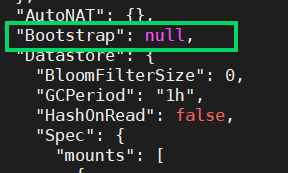 "AutoNAT": {},
"Bootstrap": null,
"Datastore": {
"BloomFilterSize": 0,
"GCPeriod": "1h",
"HashOnRead": false,
"Spec": {
"mounts": [
{